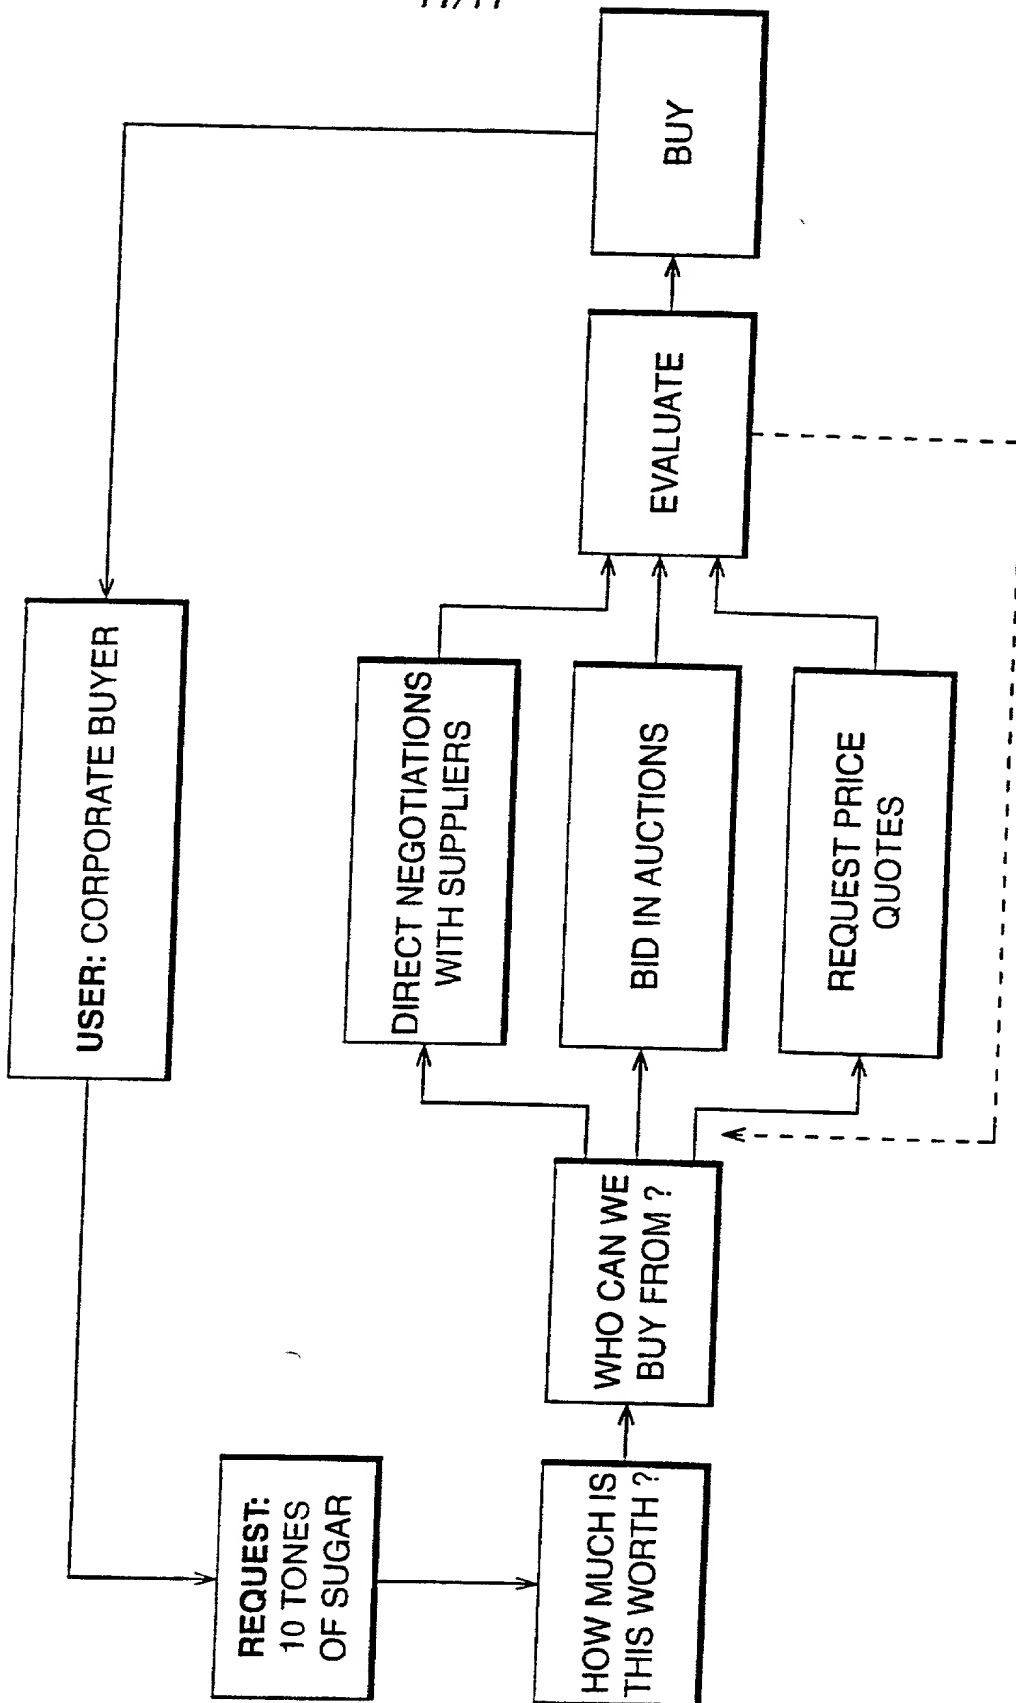 USER: CORPORATE BUYER
REQUEST:
10 TONES
OF SUGAR
HOW MUCH IS
THIS WORTH ?
WHO CAN WE
BUY FROM ?
DIRECT NEGOTIATIONS
WITH SUPPLIERS
BID IN AUCTIONS
REQUEST PRICE
QUOTES
EVALUATE
BUY